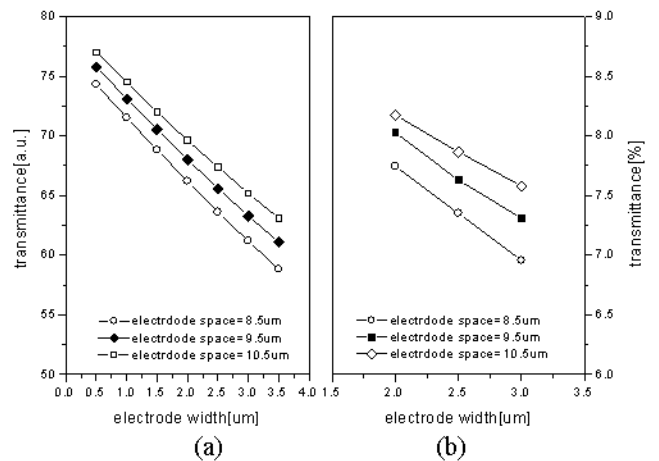 80
75
70
65
60
55
50
transmittance[a.u.]
0.0 0.5 1.0 1.5 2.0 2.5 3.0 3.5 4.0
electrode width[um]
electrdode space=8.5um
electrdode space=9.5um
electrdode space=10.5um
(a)
9.0
8.5
8.0
7.5
7.0
6.5
6.0
transmittance[%]
1.5 2.0 2.5 3.0 3.5
electrode width[um]
electrdode space=8.5um
electrdode space=9.5um
electrdode space=10.5um
(b)